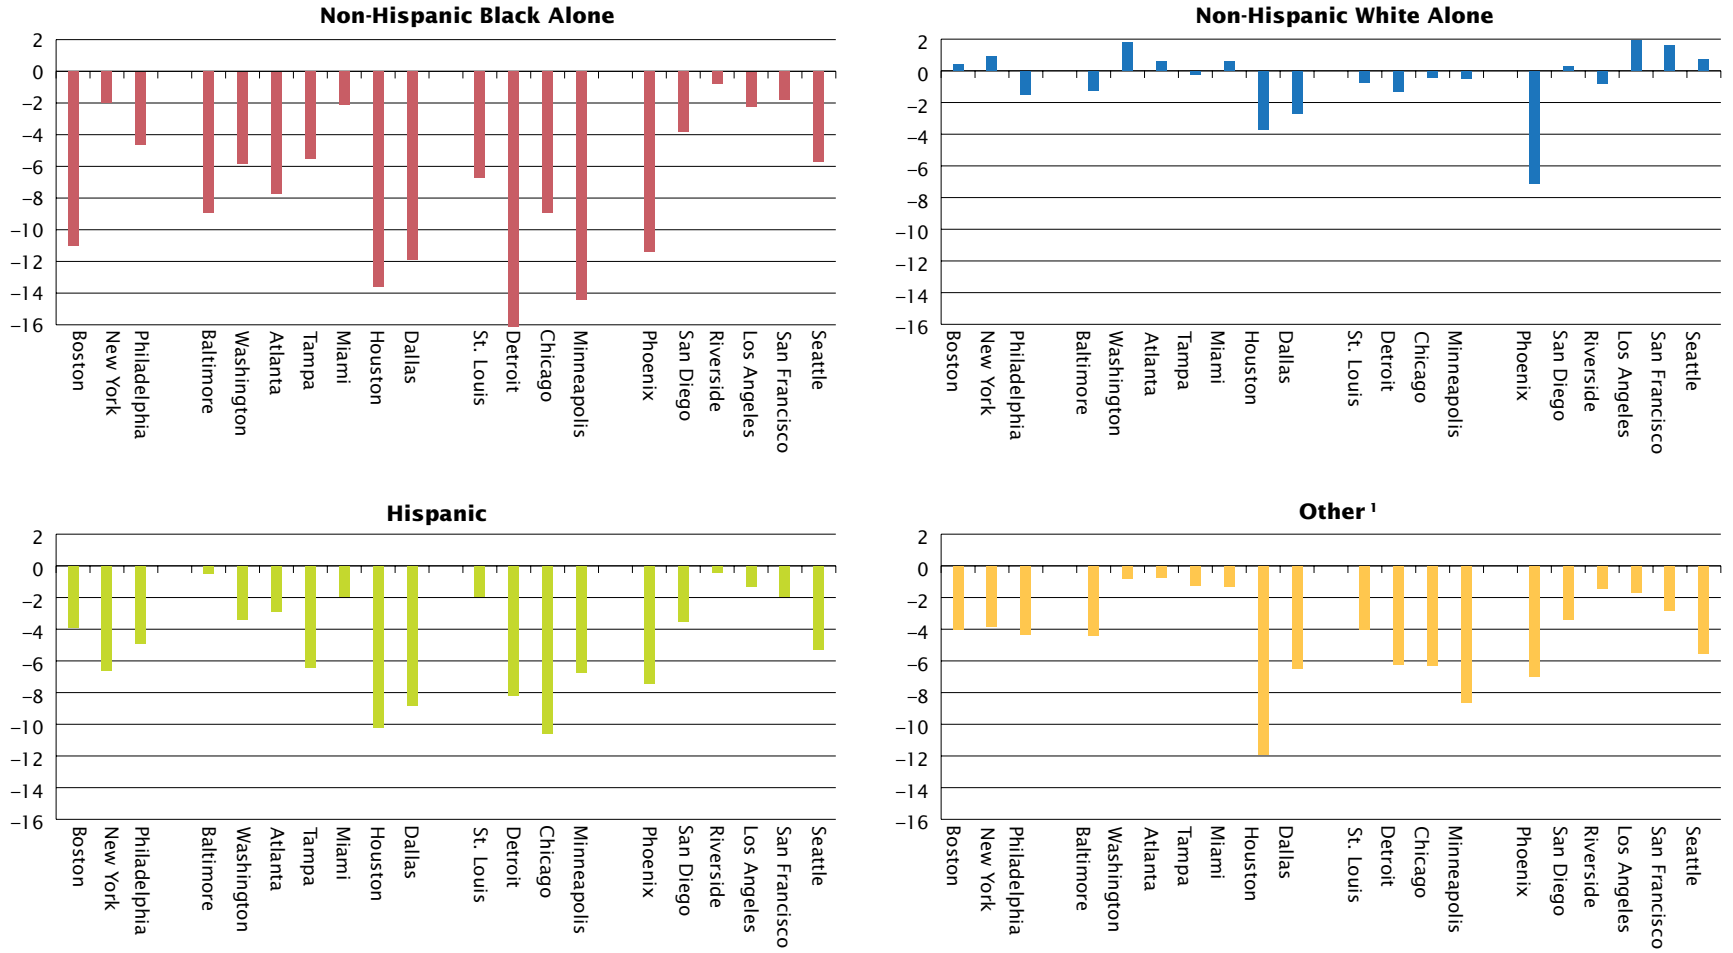 Non-Hispanic Black Alone
2
0
−2
−4
−6
−8
−10
−12
−14
−16
Boston
New York
Philadelphia
Baltimore
Washington
Atlanta
Tampa
Miami
Houston
Dallas
St. Louis
Detroit
Chicago
Minneapolis
Phoenix
San Diego
Riverside
Los Angeles
San Francisco
Seattle
Non-Hispanic White Alone
2
0
−2
−4
−6
−8
−10
−12
−14
−16
Boston
New York
Philadelphia
Baltimore
Washington
Atlanta
Tampa
Miami
Houston
Dallas
St. Louis
Detroit
Chicago
Minneapolis
Phoenix
San Diego
Riverside
Los Angeles
San Francisco
Seattle
Hispanic
2
0
−2
−4
−6
−8
−10
−12
−14
−16
Boston
New York
Philadelphia
Baltimore
Washington
Atlanta
Tampa
Miami
Houston
Dallas
St. Louis
Detroit
Chicago
Minneapolis
Phoenix
San Diego
Riverside
Los Angeles
San Francisco
Seattle
Other ¹
2
0
−2
−4
−6
−8
−10
−12
−14
−16
Boston
New York
Philadelphia
Baltimore
Washington
Atlanta
Tampa
Miami
Houston
Dallas
St. Louis
Detroit
Chicago
Minneapolis
Phoenix
San Diego
Riverside
Los Angeles
San Francisco
Seattle